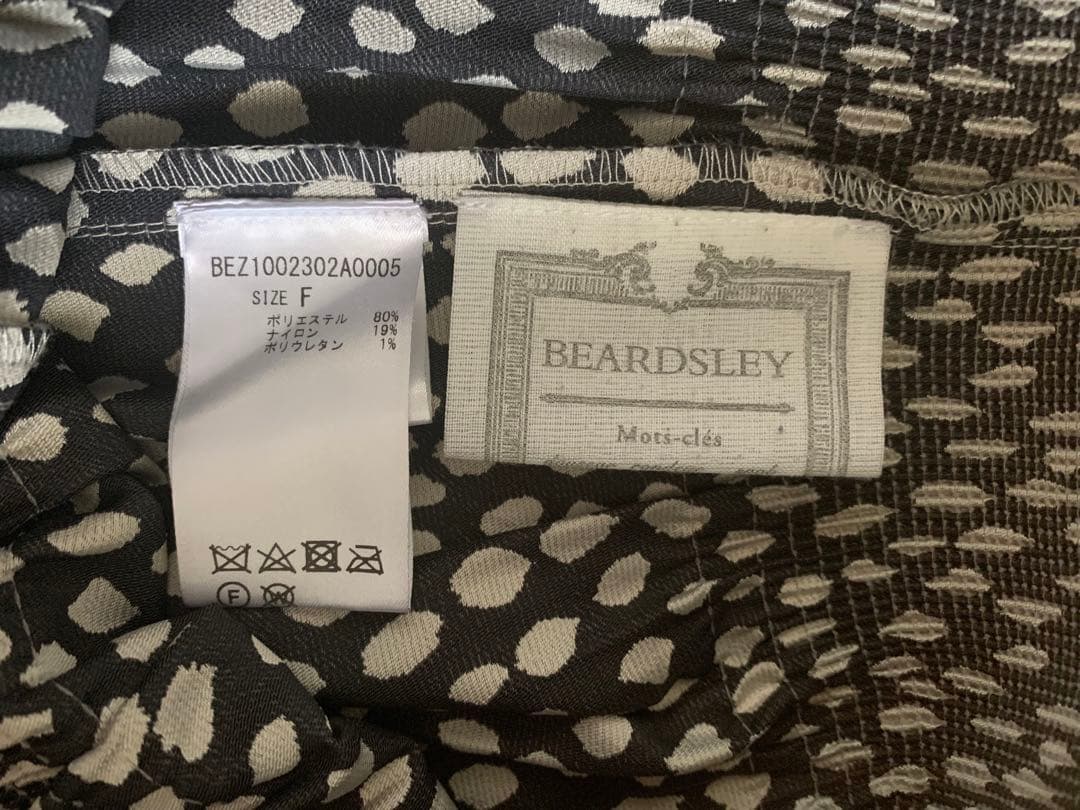 BEZ1002302A0005
SIZE F
ポリエステル 80%
ナイロン 19%
ポリウレタン 1%
F
BEARDSLEY
Mots-clés